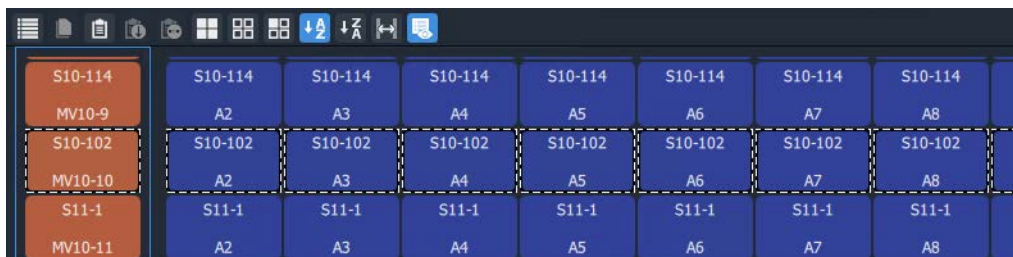 S10-114 S10-114 S10-114 S10-114 S10-114 S10-114 S10-114 S10-114
MV10-9 A2 A3 A4 A5 A6 A7 A8
S10-102 S10-102 S10-102 S10-102 S10-102 S10-102 S10-102 S10-102
MV10-10 A2 A3 A4 A5 A6 A7 A8
S11-1 S11-1 S11-1 S11-1 S11-1 S11-1 S11-1 S11-1
MV10-11 A2 A3 A4 A5 A6 A7 A8